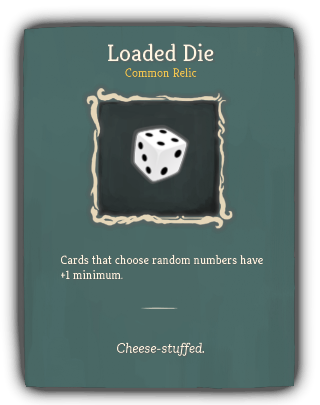 Loaded Die
Common Relic
Cards that choose random numbers have
+1 minimum.
Cheese-stuffed.